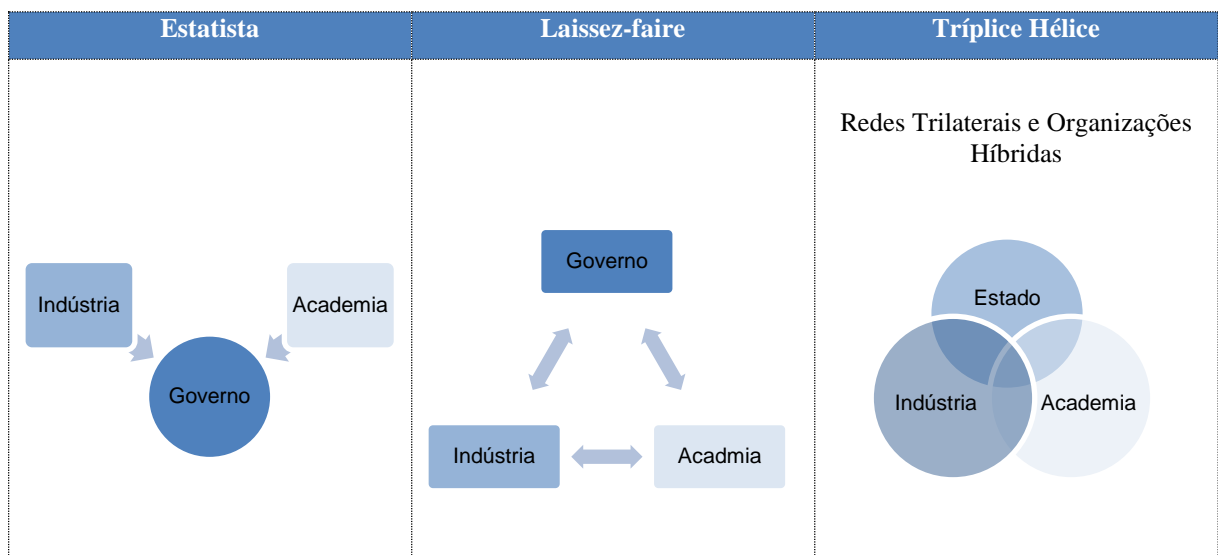 Estatista
Laissez-faire
Tríplice Hélice
Indústria
Academia
Governo
Governo
Indústria
Acadmia
Redes Trilaterais e Organizações
Híbridas
Estado
Indústria
Academia